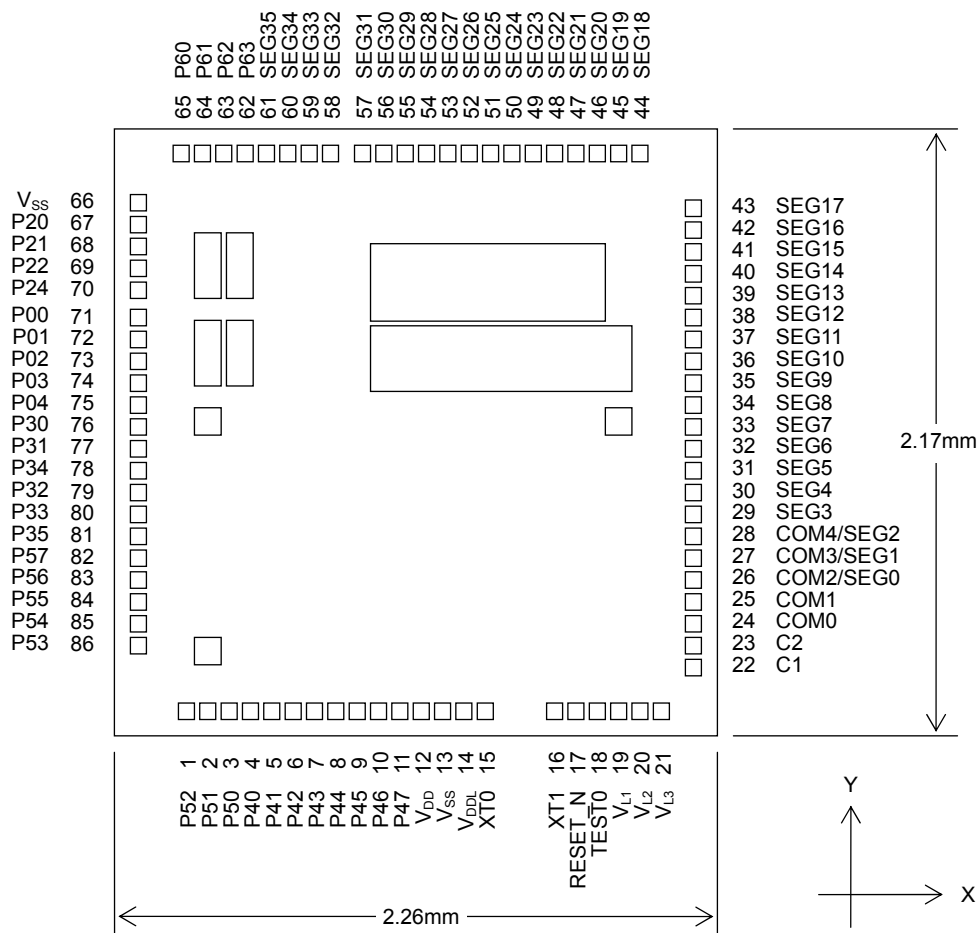 65 P60
64 P61
63 P62
62 P63
61 SEG35
60 SEG34
59 SEG33
58 SEG32
57 SEG31
56 SEG30
55 SEG29
54 SEG28
53 SEG27
52 SEG26
51 SEG25
50 SEG24
49 SEG23
48 SEG22
47 SEG21
46 SEG20
45 SEG19
44 SEG18
VSS 66
P20 67
P21 68
P22 69
P24 70
P00 71
P01 72
P02 73
P03 74
P04 75
P30 76
P31 77
P34 78
P32 79
P33 80
P35 81
P57 82
P56 83
P55 84
P54 85
P53 86
43 SEG17
42 SEG16
41 SEG15
40 SEG14
39 SEG13
38 SEG12
37 SEG11
36 SEG10
35 SEG9
34 SEG8
33 SEG7
32 SEG6
31 SEG5
30 SEG4
29 SEG3
28 COM4/SEG2
27 COM3/SEG1
26 COM2/SEG0
25 COM1
24 COM0
23 C2
22 C1
2.17mm
P52 1
P51 2
P50 3
P40 4
P41 5
P42 6
P43 7
P44 8
P45 9
P46 10
P47 11
VDD 12
VSS 13
VDDL 14
XT0 15
XT1 16
RESET_N 17
TEST0 18
VL1 19
VL2 20
VL3 21
2.26mm
Y
X